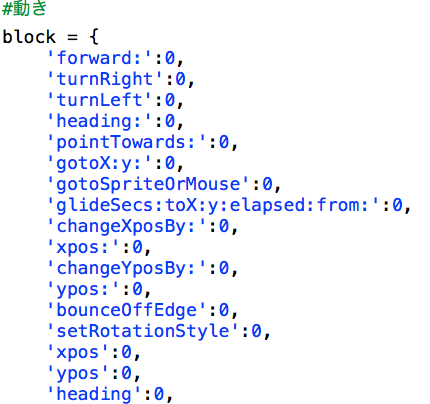 #動き
block = {
'forward:':0,
'turnRight':0,
'turnLeft':0,
'heading:':0,
'pointTowards:':0,
'gotoX:y:':0,
'gotoSpriteOrMouse':0,
'glideSecs:toX:y:elapsed:from:':0,
'changeXposBy:':0,
'xpos:':0,
'changeYposBy:':0,
'ypos:':0,
'bounceOffEdge':0,
'setRotationStyle':0,
'xpos':0,
'ypos':0,
'heading':0,